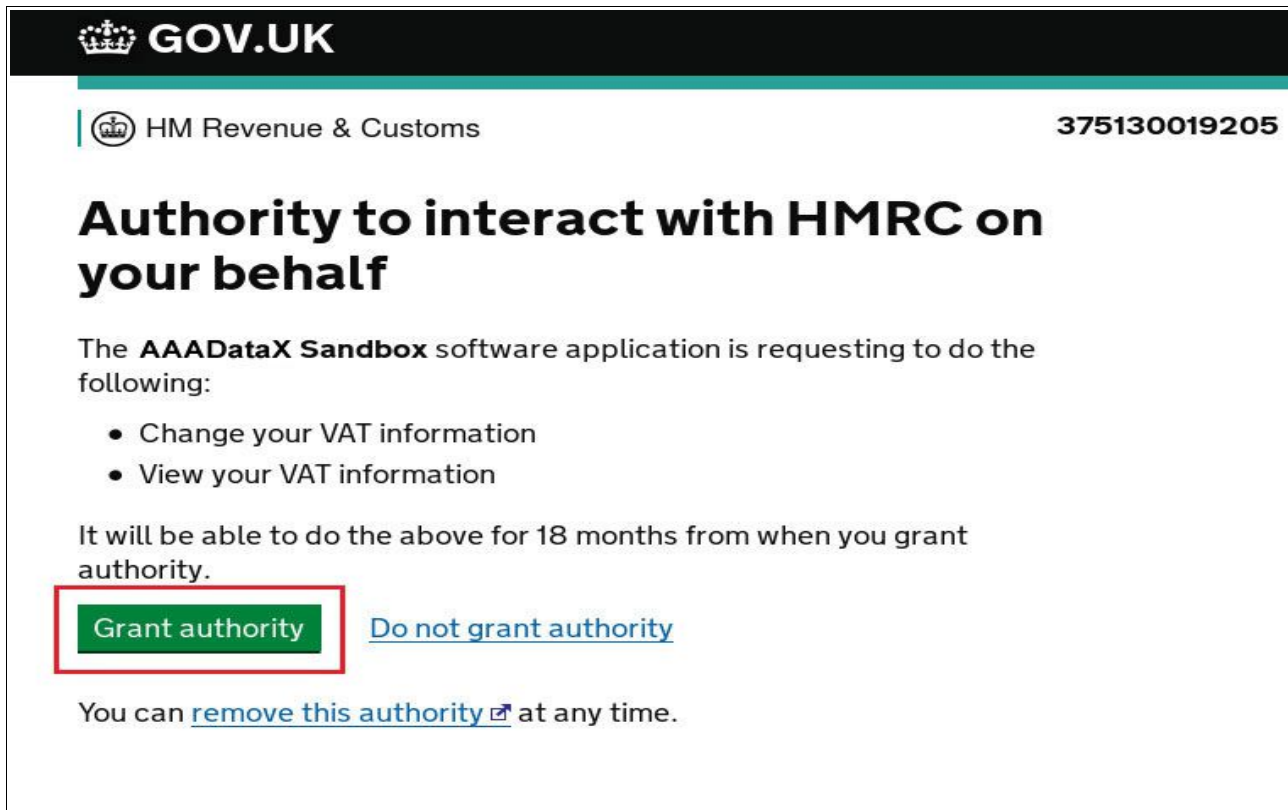 GOV.UK
HM Revenue & Customs
375130019205
Authority to interact with HMRC on
your behalf
The AAADataX Sandbox software application is requesting to do the
following:
• Change your VAT information
• View your VAT information
It will be able to do the above for 18 months from when you grant
authority.
Grant authority
Do not grant authority
You can remove this authority at any time.